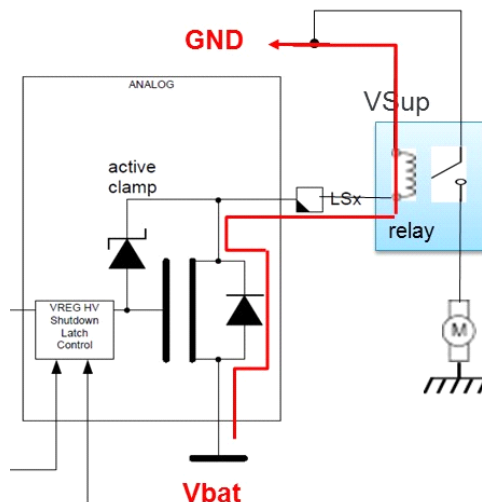 GND
ANALOG
VSup
active
clamp
LSx
relay
VREG HV
Shutdown
Latch
Control
M
Vbat